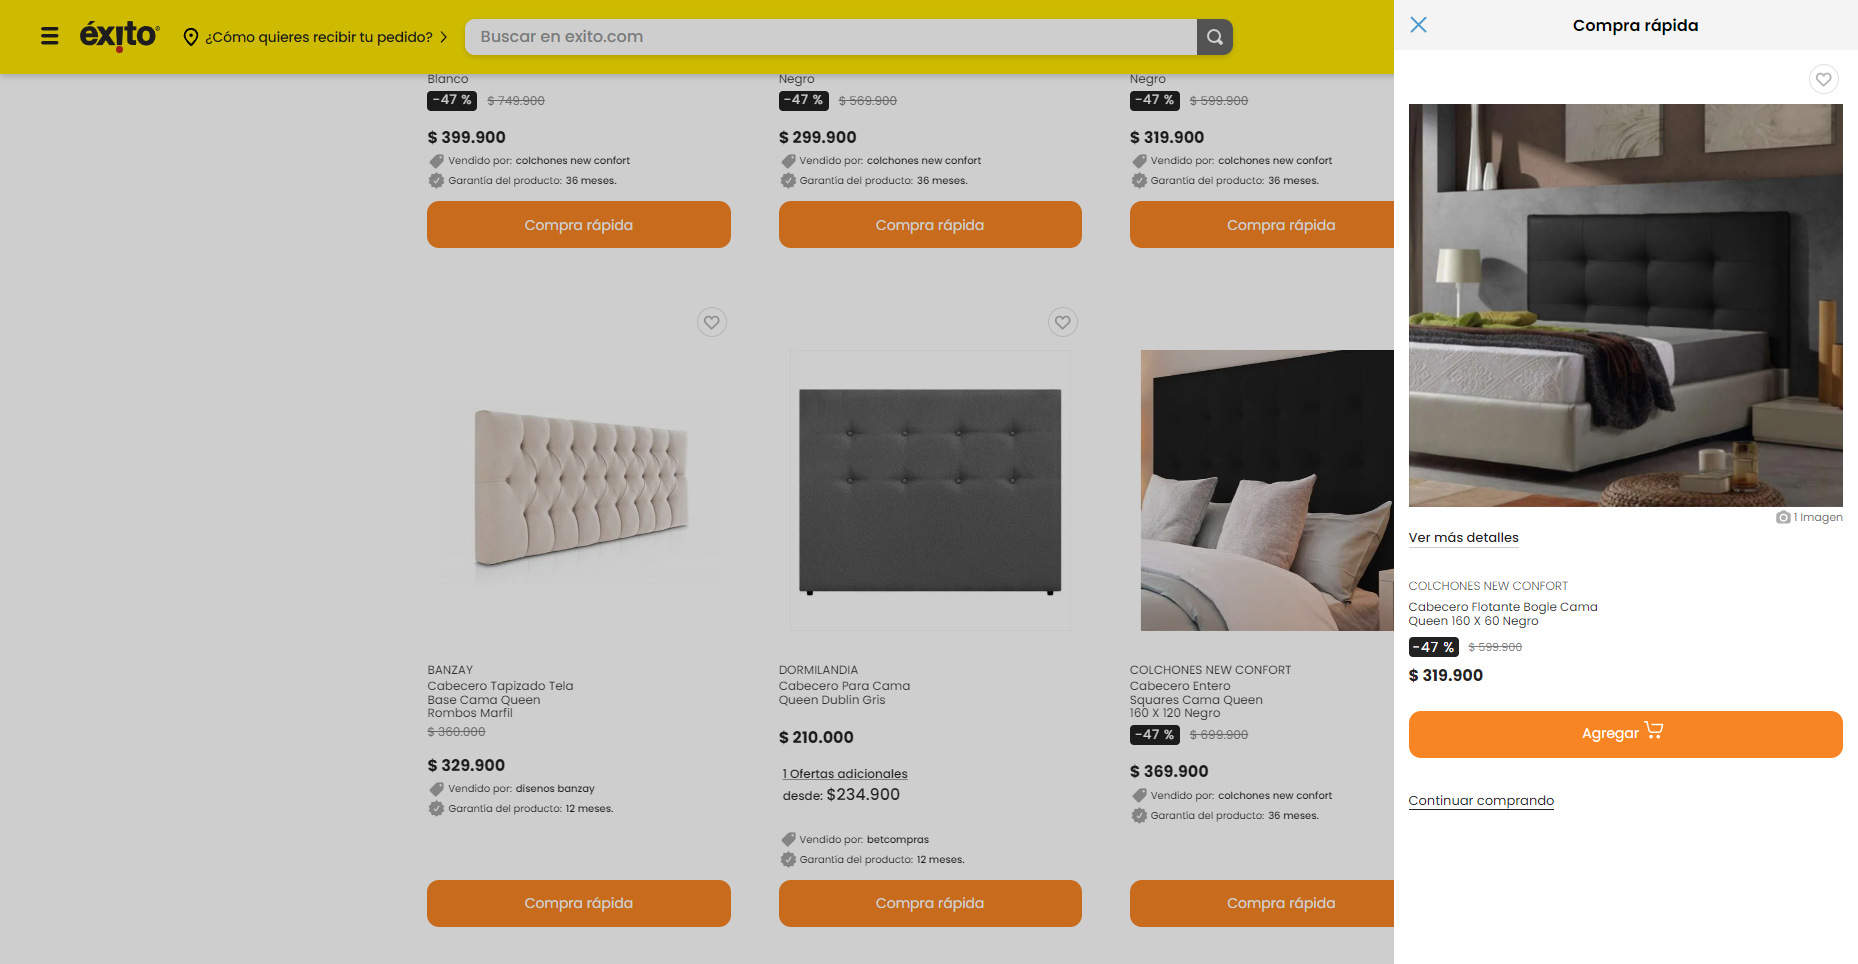 éxito
¿Cómo quieres recibir tu pedido?
Buscar en exito.com
Blanco
-47 % $ 749.900
$ 399.900
Vendido por: colchones new confort
Garantía del producto: 36 meses.
Compra rápida
Negro
-47 % $ 569.900
$ 299.900
Vendido por: colchones new confort
Garantía del producto: 36 meses.
Compra rápida
Negro
-47 % $ 599.900
$ 319.900
Vendido por: colchones new confort
Garantía del producto: 36 meses.
Compra rápida
BANZAY
Cabecero Tapizado Tela
Base Cama Queen
Rombos Marfil
$ 360.000
$ 329.900
Vendido por: disenos banzay
Garantía del producto: 12 meses.
Compra rápida
DORMILANDIA
Cabecero Para Cama
Queen Dublin Gris
$ 210.000
1 Ofertas adicionales
desde: $234.900
Vendido por: betcompras
Garantía del producto: 12 meses.
Compra rápida
COLCHONES NEW CONFORT
Cabecero Entero
Squares Cama Queen
160 X 120 Negro
-47 % $ 699.900
$ 369.900
Vendido por: colchones new confort
Garantía del producto: 36 meses.
Compra rápida
Compra rápida
1 Imagen
Ver más detalles
COLCHONES NEW CONFORT
Cabecero Flotante Bogle Cama
Queen 160 X 60 Negro
-47 % $ 599.900
$ 319.900
Agregar
Continuar comprando